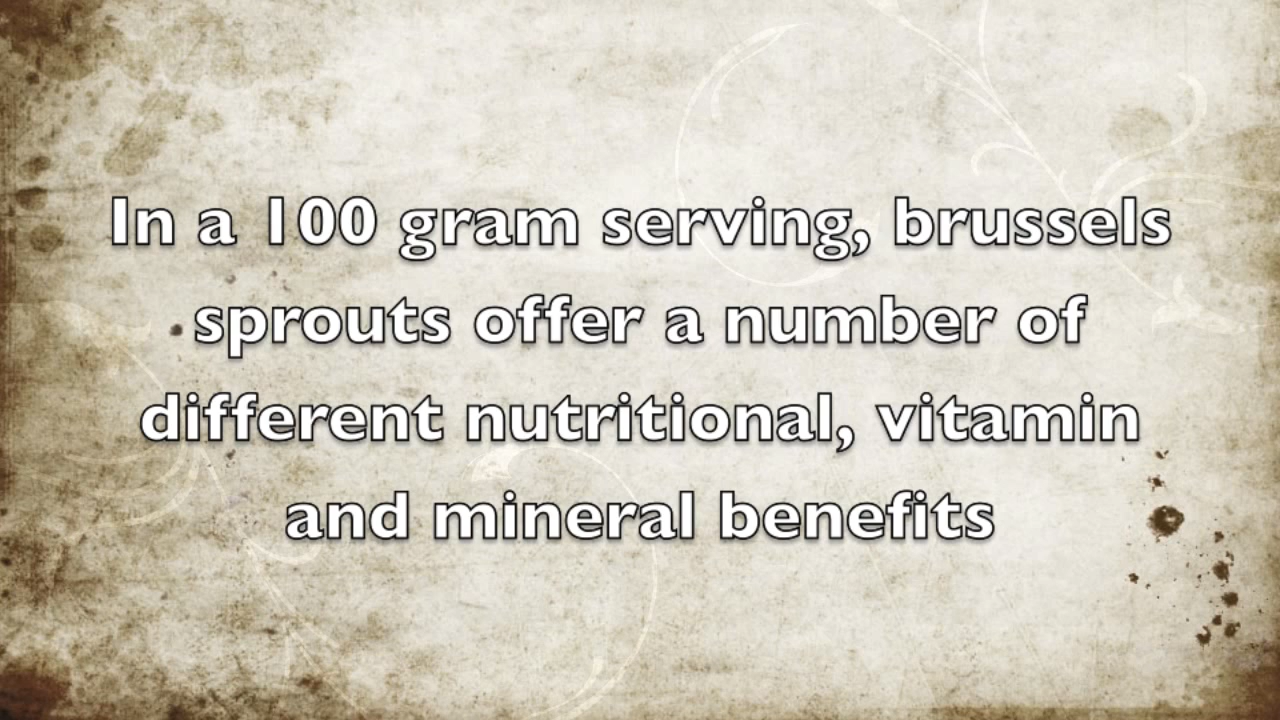 In a 100 gram serving, brussels
sprouts offer a number of
different nutritional, vitamin
and mineral benefits